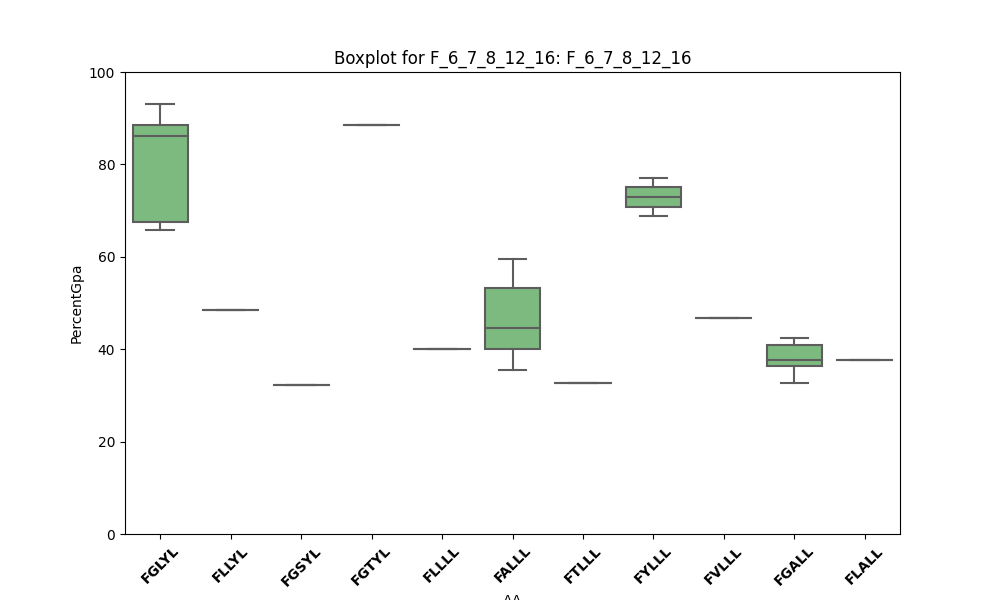 Boxplot for F_6_7_8_12_16: F_6_7_8_12_16
100
80
60
40
20
0
PercentGpa
FGLYL
FLLYL
FGSYL
FGTYL
FLLLL
FALLL
FTLLL
FYLLL
FVLLL
FGALL
FLALL
AA